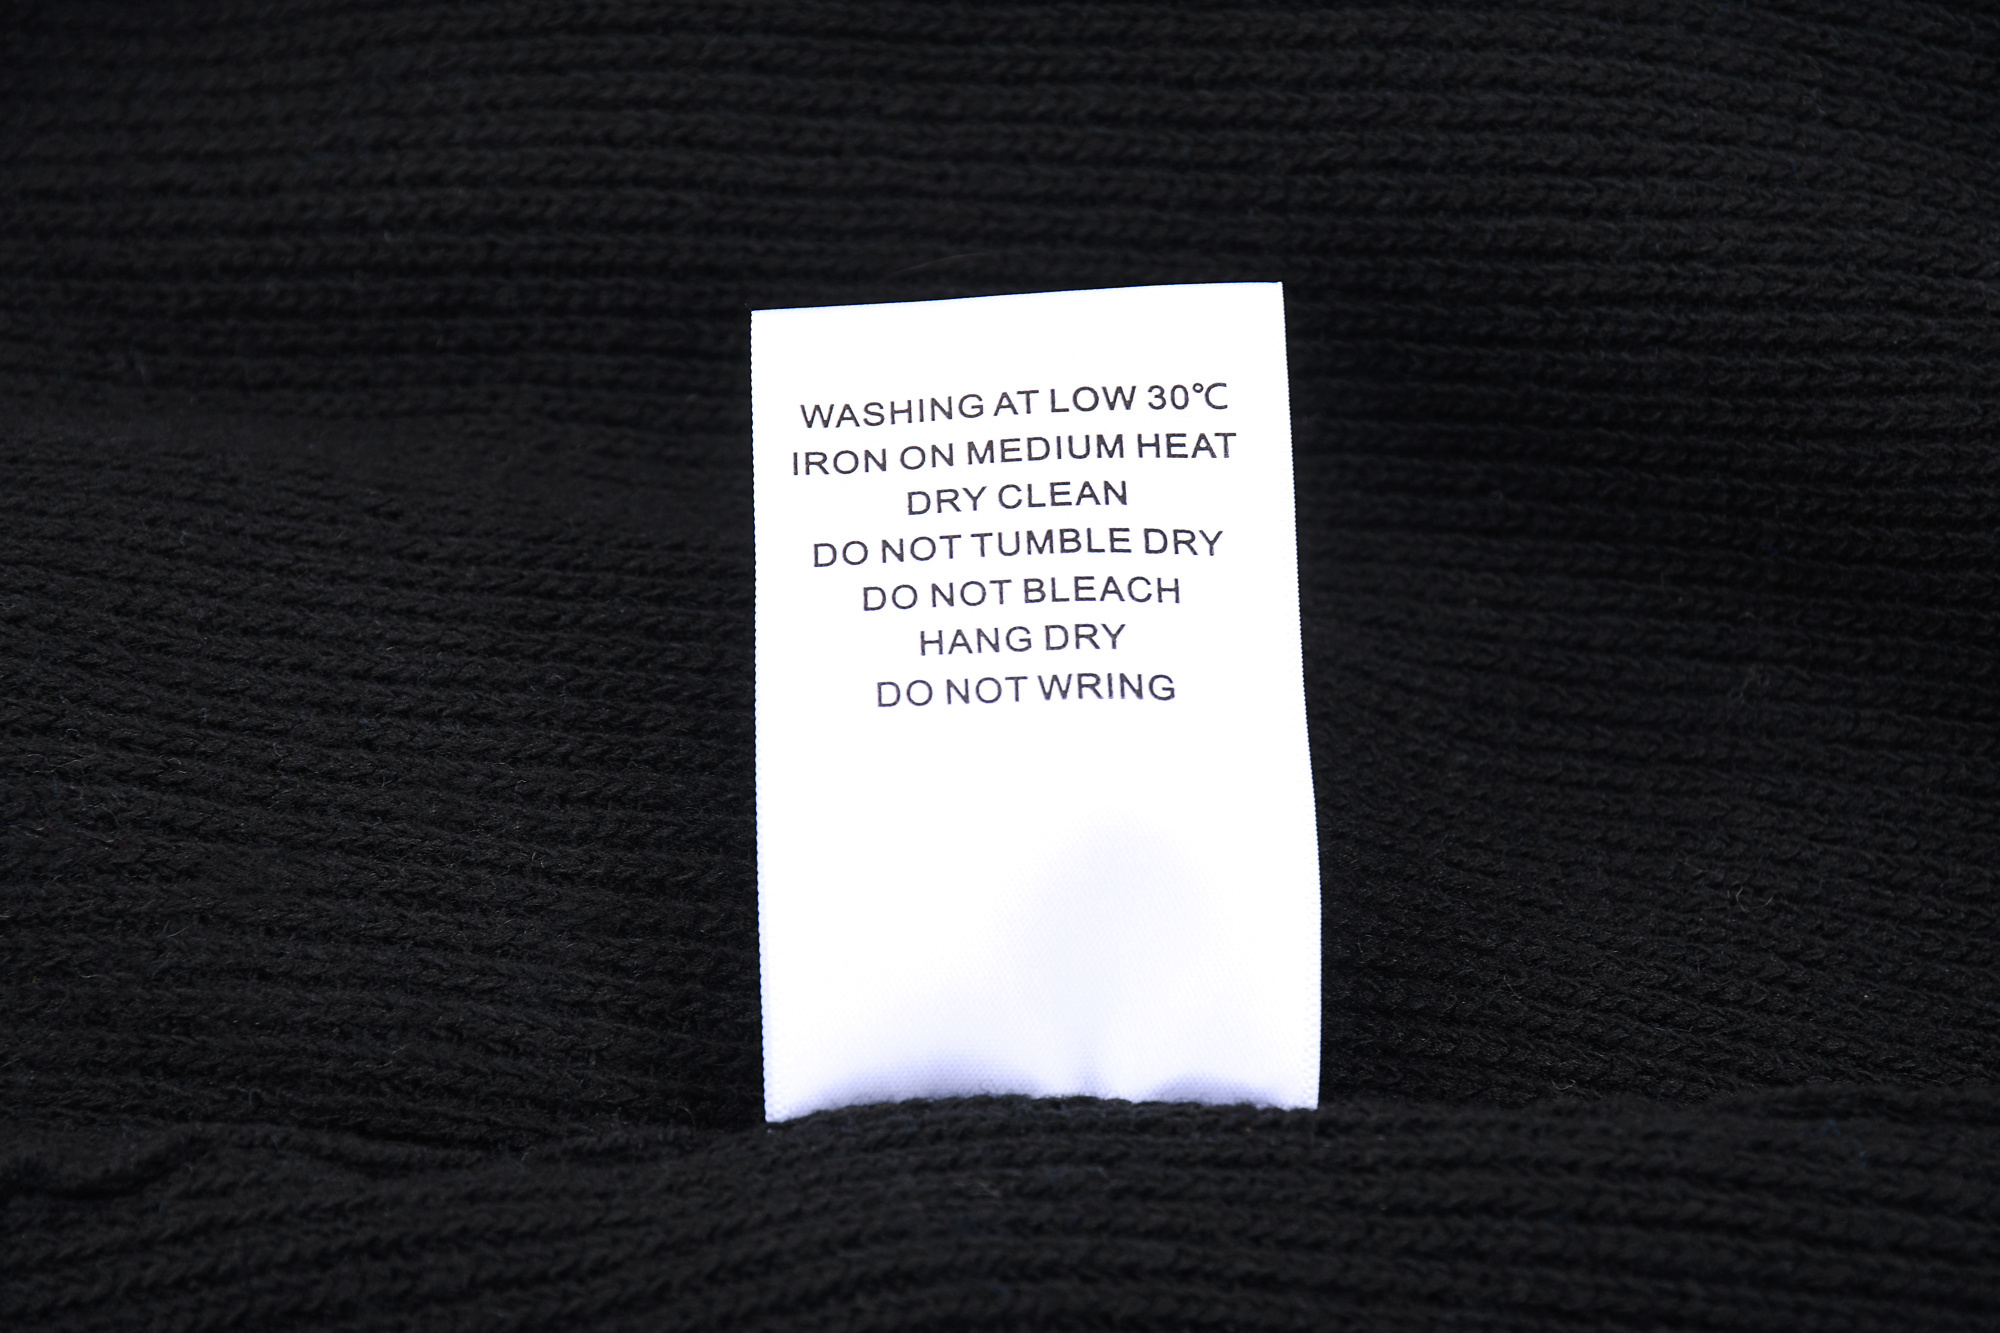 WASHING AT LOW 30℃
IRON ON MEDIUM HEAT
DRY CLEAN
DO NOT TUMBLE DRY
DO NOT BLEACH
HANG DRY
DO NOT WRING